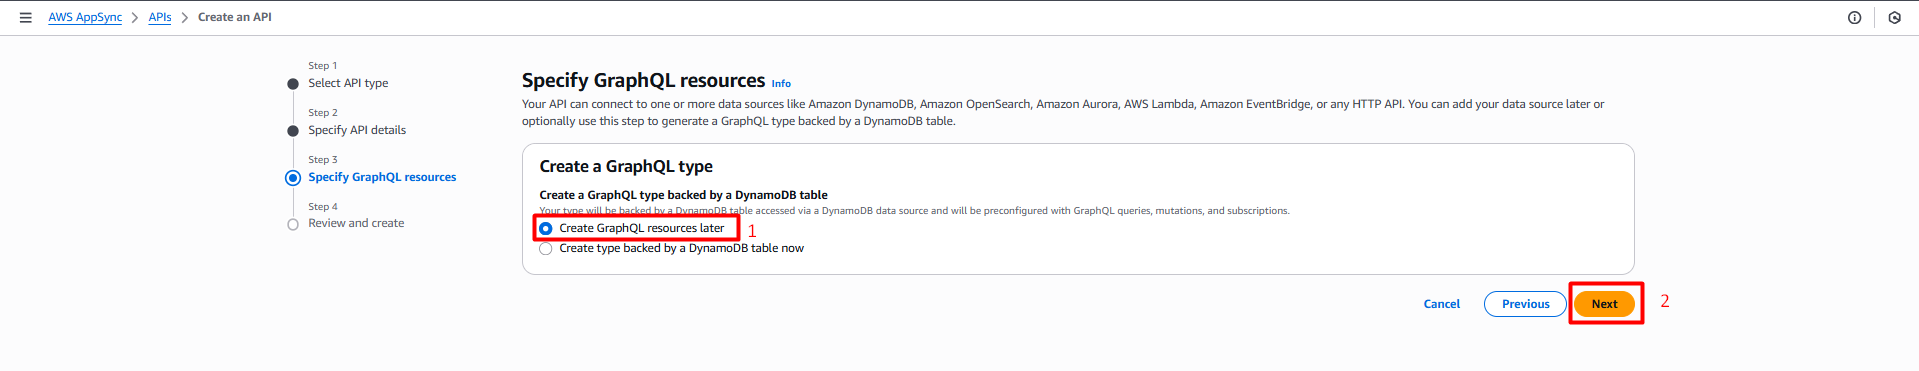 AWS AppSync > APIs > Create an API
Step 1
Select API type
Step 2
Specify API details
Step 3
Specify GraphQL resources
Step 4
Review and create
Specify GraphQL resources Info
Your API can connect to one or more data sources like Amazon DynamoDB, Amazon OpenSearch, Amazon Aurora, AWS Lambda, Amazon EventBridge, or any HTTP API. You can add your data source later or
optionally use this step to generate a GraphQL type backed by a DynamoDB table.
Create a GraphQL type
Create a GraphQL type backed by a DynamoDB table
Your type will be backed by a DynamoDB table accessed via a DynamoDB data source and will be preconfigured with GraphQL queries, mutations, and subscriptions.
Create GraphQL resources later 1
Create type backed by a DynamoDB table now
Cancel Previous Next 2